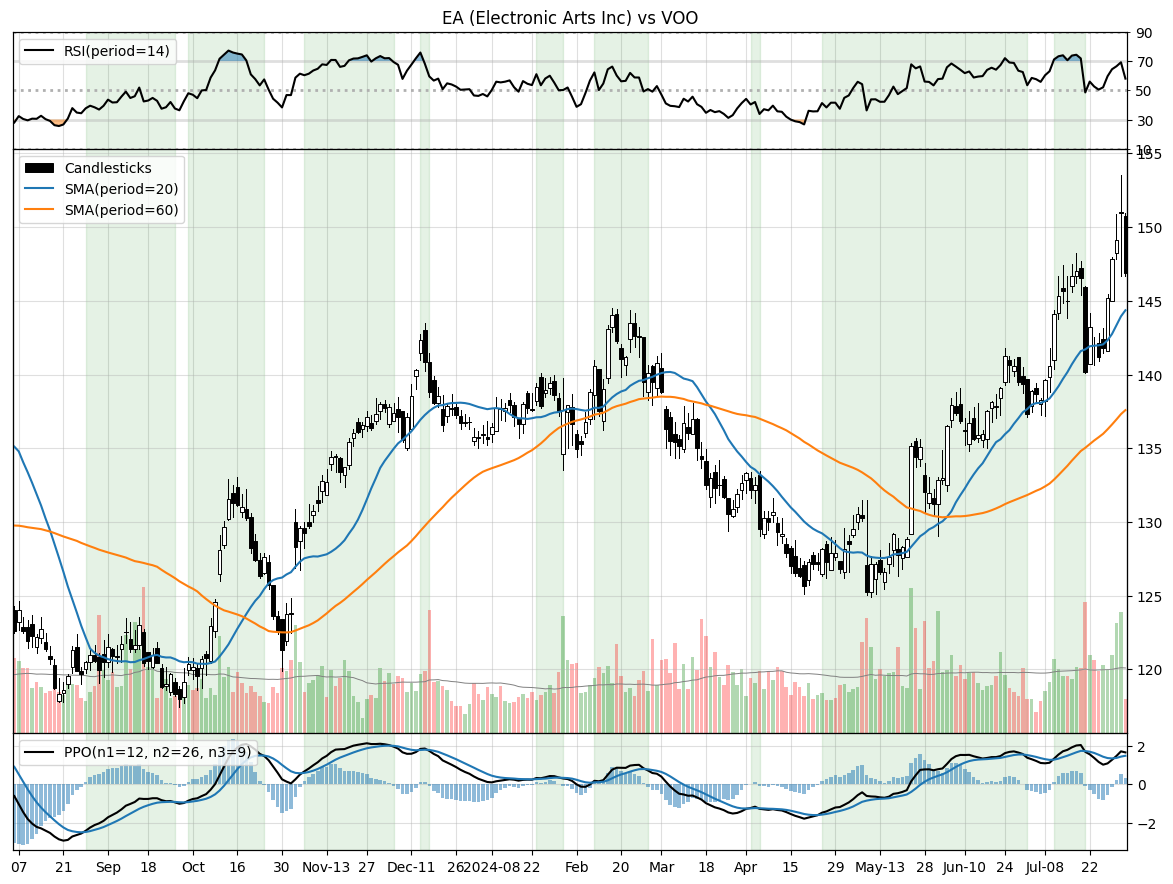 EA (Electronic Arts Inc) vs VOO
RSI(period=14)
90
70
50
30
10
Candlesticks
SMA(period=20)
SMA(period=60)
155
150
145
140
135
130
125
120
PPO(n1=12, n2=26, n3=9)
2
0
−2
07 21 Sep 18 Oct 16 30 Nov-13 27 Dec-11 26 2024-08 22 Feb 20 Mar 18 Apr 15 29 May-13 28 Jun-10 24 Jul-08 22